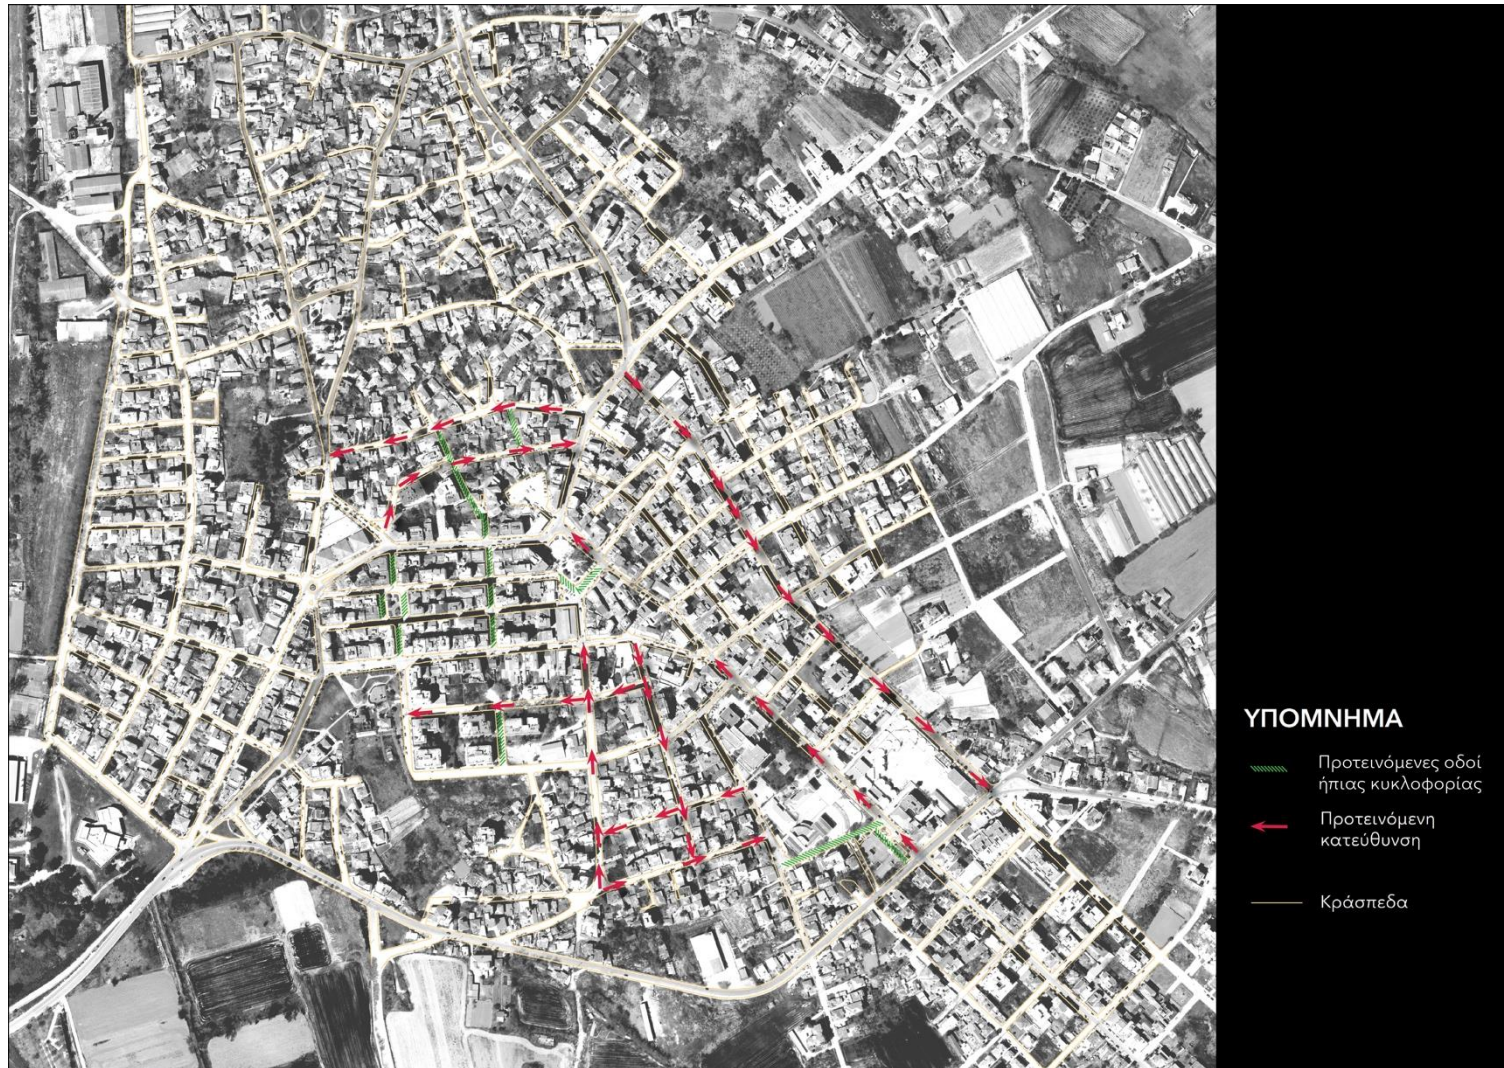 ΥΠΟΜΝΗΜΑ
Προτεινόμενες οδοί
ήπιας κυκλοφορίας
Προτεινόμενη
κατεύθυνση
Κράσπεδα